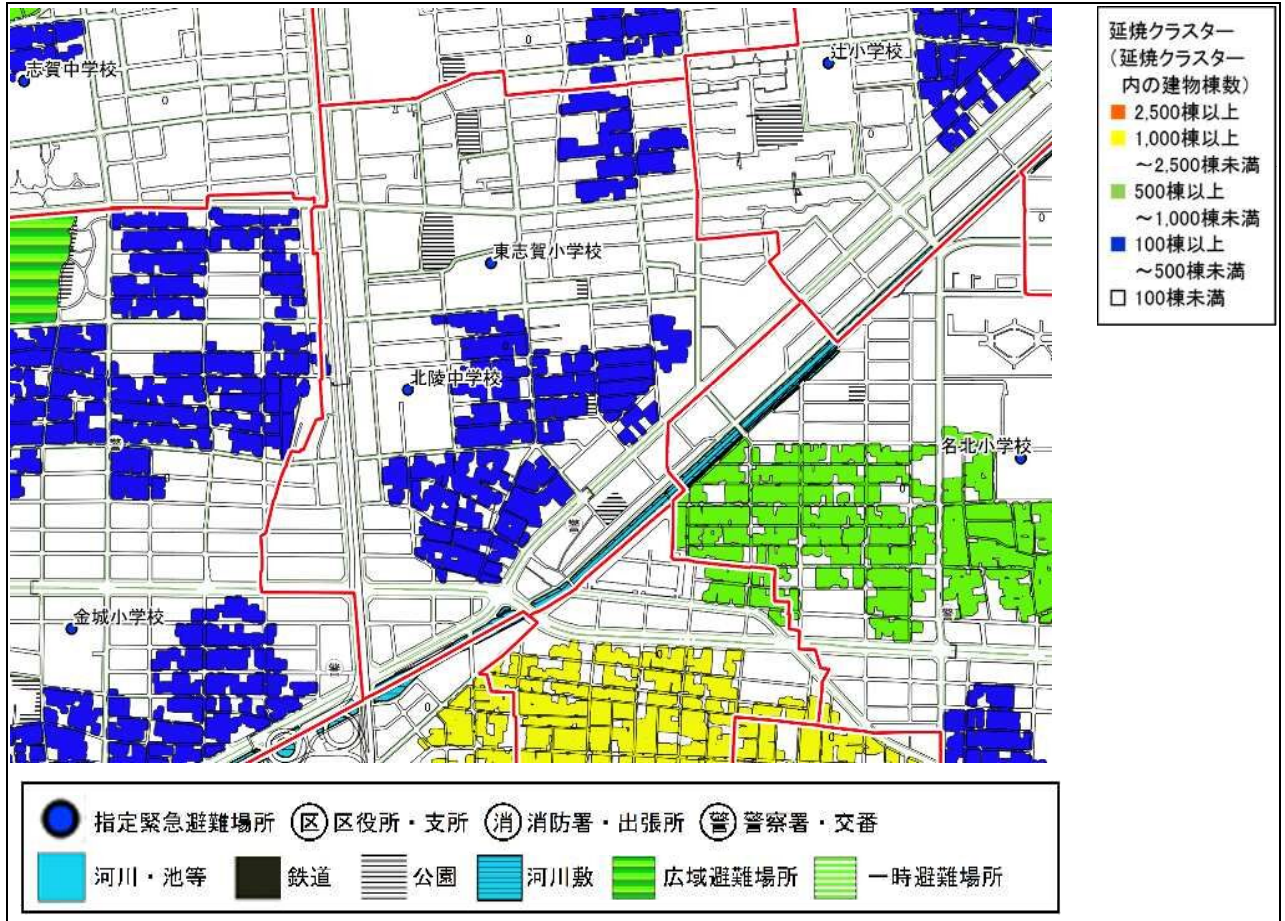 志賀中学校
辻小学校
東志賀小学校
北陵中学校
名北小学校
金城小学校
警
警
延焼クラスター
(延焼クラスター
内の建物棟数)
2,500棟以上
1,000棟以上
～2,500棟未満
500棟以上
～1,000棟未満
100棟以上
～500棟未満
100棟未満
指定緊急避難場所 区 区役所・支所 消 消防署・出張所 警 警察署・交番
河川・池等 鉄道 公園 河川敷 広域避難場所 一時避難場所